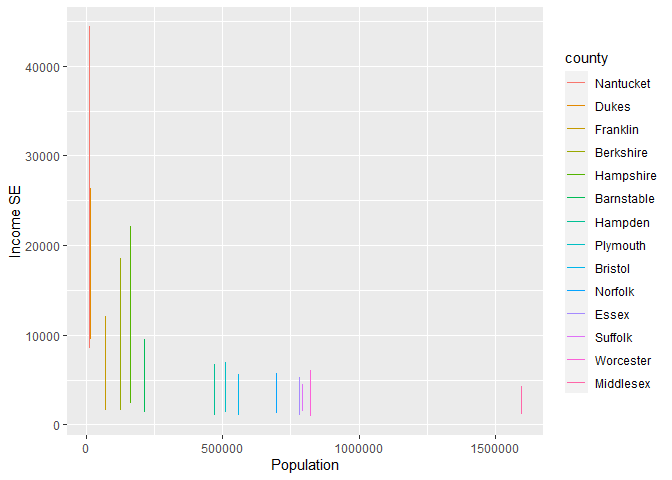 40000
30000
20000
10000
0
Income SE
0
500000
1000000
1500000
Population
county
Nantucket
Dukes
Franklin
Berkshire
Hampshire
Barnstable
Hampden
Plymouth
Bristol
Norfolk
Essex
Suffolk
Worcester
Middlesex